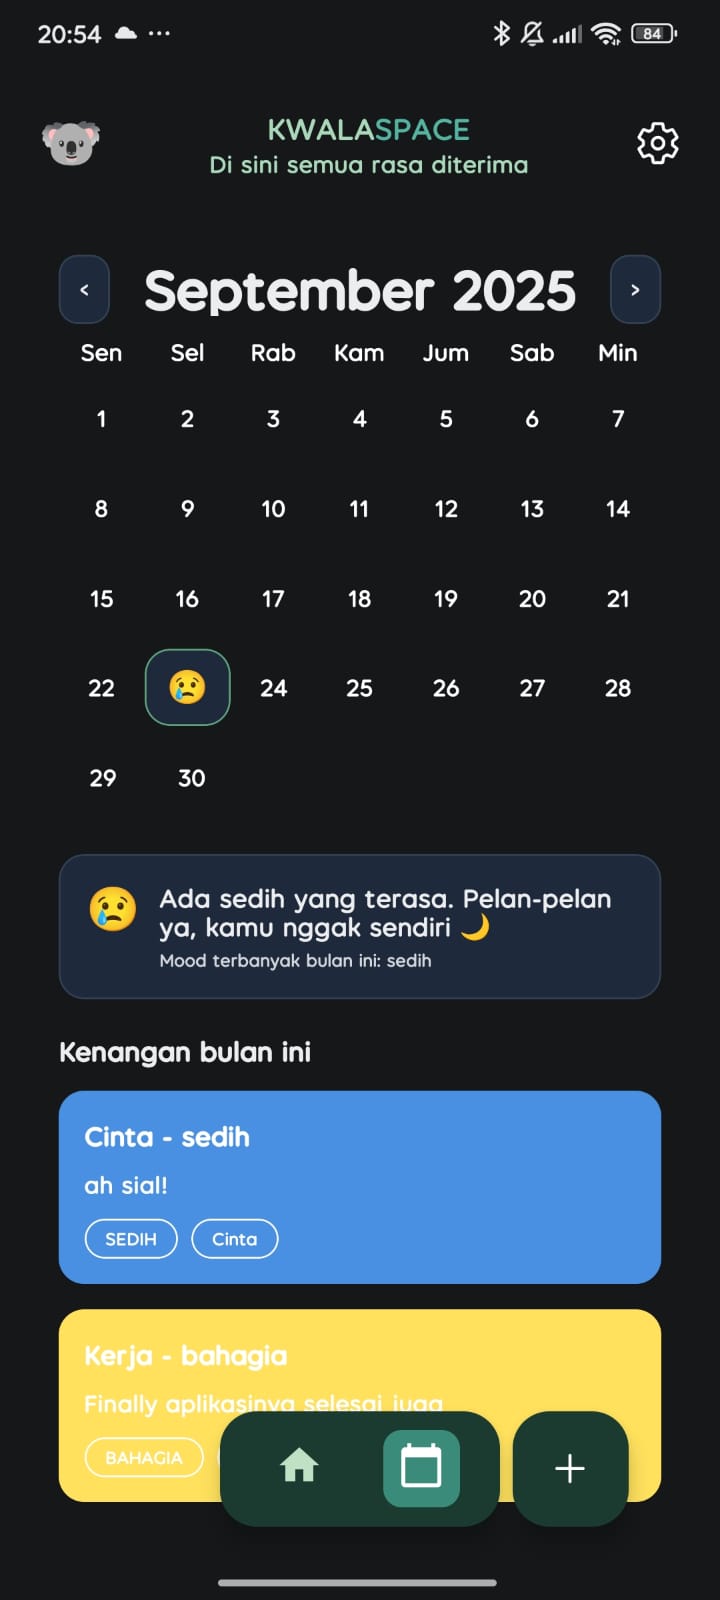 20:54
84
KWALASPACE
Di sini semua rasa diterima
< September 2025 >
Sen Sel Rab Kam Jum Sab Min
1 2 3 4 5 6 7
8 9 10 11 12 13 14
15 16 17 18 19 20 21
22 24 25 26 27 28
29 30
Ada sedih yang terasa. Pelan-pelan
ya, kamu nggak sendiri
Mood terbanyak bulan ini: sedih
Kenangan bulan ini
Cinta - sedih
ah sial!
SEDIH Cinta
Kerja - bahagia
Finally aplikasinya selesai juga
BAHAGIA